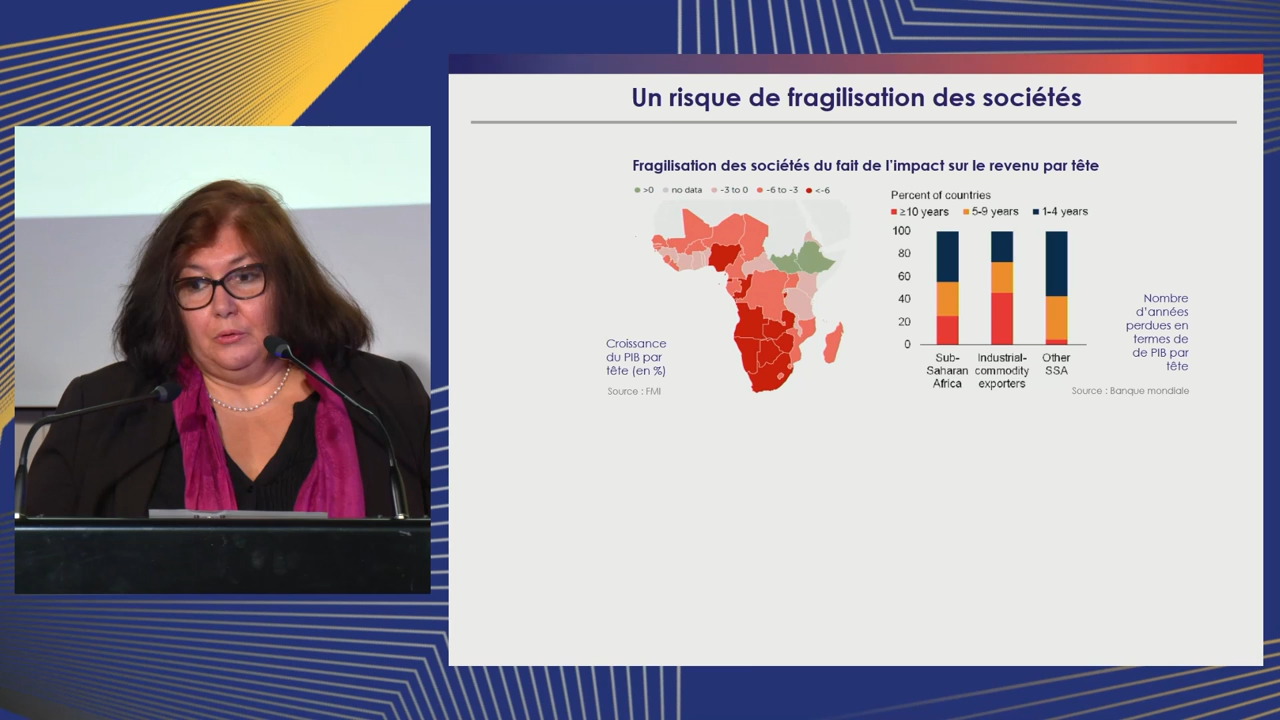 Un risque de fragilisation des sociétés
Fragilisation des sociétés du fait de l'impact sur le revenu par tête
>0 no data -3 to 0 -6 to -3 <-6
Croissance
du PIB par
tête (en %)
Source : FMI
Percent of countries
≥10 years 5-9 years 1-4 years
100
80
60
40
20
0
Sub-
Saharan
Africa
Industrial-
commodity
exporters
Other
SSA
Nombre
d'années
perdues en
termes de
de PIB par
tête
Source : Banque mondiale